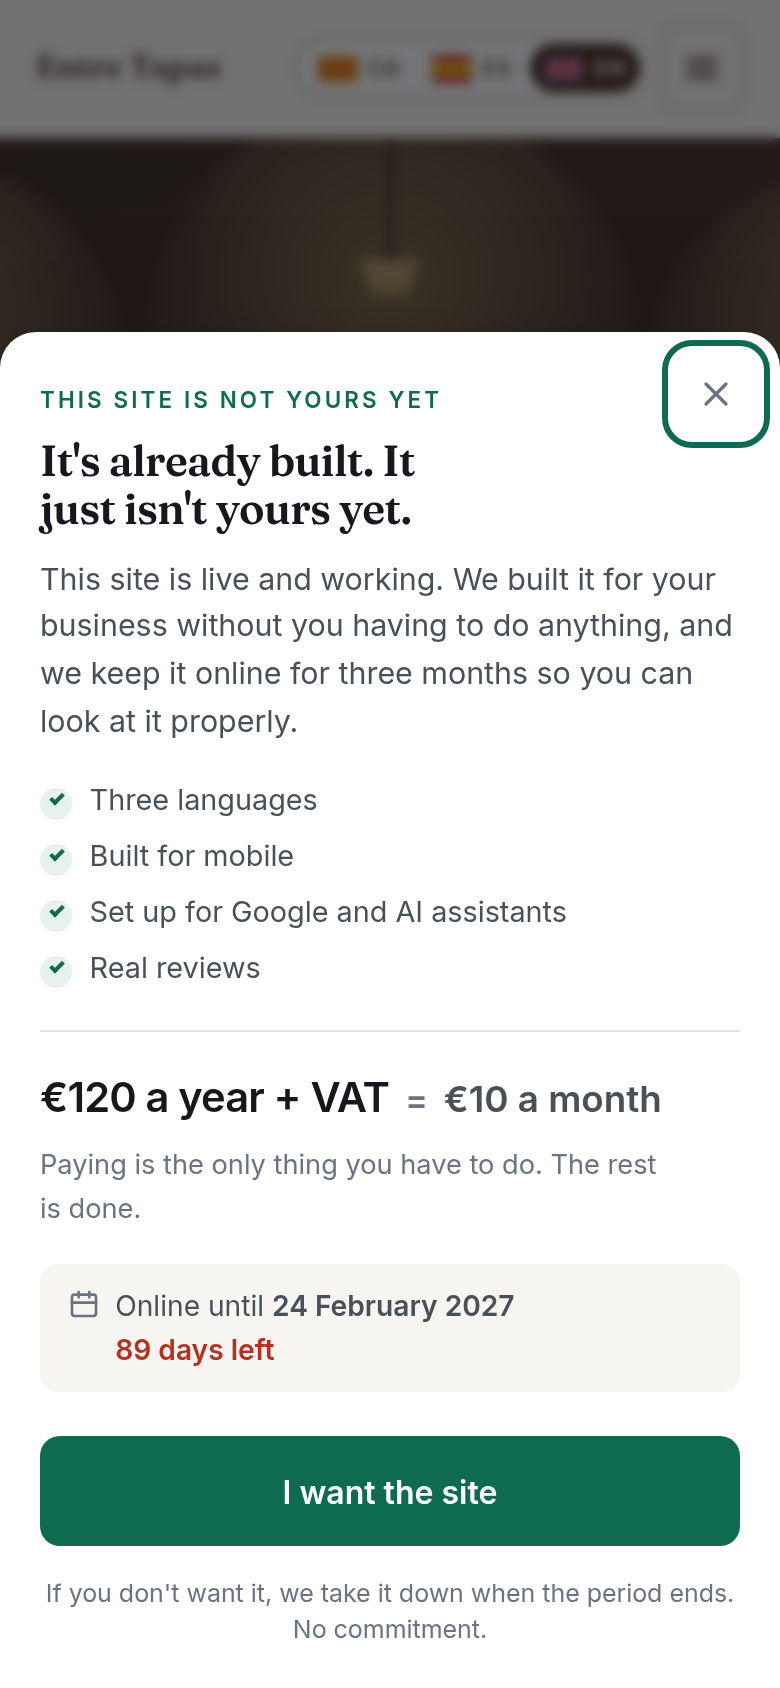 Entre Tapas
CA ES EN
THIS SITE IS NOT YOURS YET
It's already built. It
just isn't yours yet.
This site is live and working. We built it for your
business without you having to do anything, and
we keep it online for three months so you can
look at it properly.
Three languages
Built for mobile
Set up for Google and AI assistants
Real reviews
€120 a year + VAT = €10 a month
Paying is the only thing you have to do. The rest
is done.
Online until 24 February 2027
89 days left
I want the site
If you don't want it, we take it down when the period ends.
No commitment.